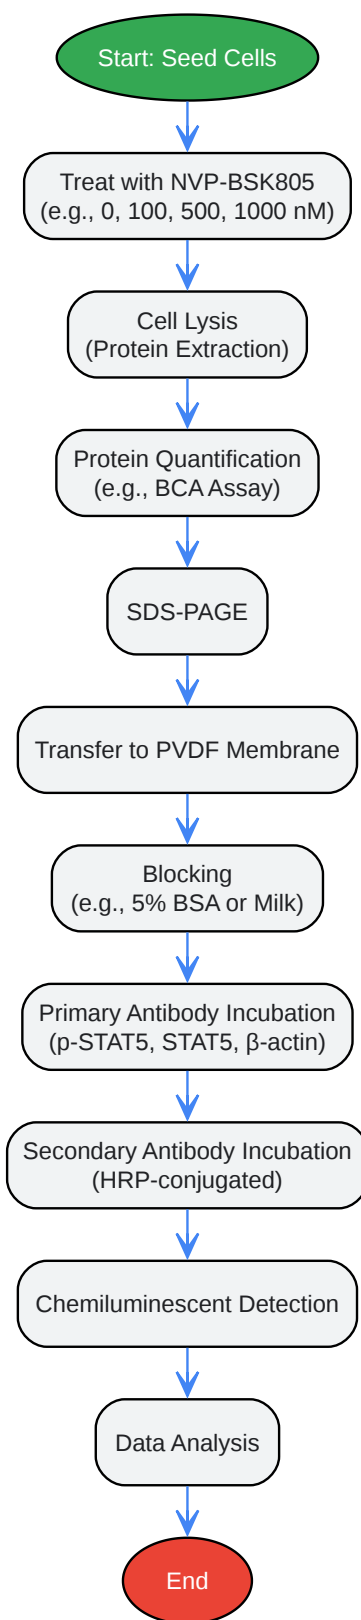 Start: Seed Cells
Treat with NVP-BSK805
(e.g., 0, 100, 500, 1000 nM)
Cell Lysis
(Protein Extraction)
Protein Quantification
(e.g., BCA Assay)
SDS-PAGE
Transfer to PVDF Membrane
Blocking
(e.g., 5% BSA or Milk)
Primary Antibody Incubation
(p-STAT5, STAT5, β-actin)
Secondary Antibody Incubation
(HRP-conjugated)
Chemiluminescent Detection
Data Analysis
End